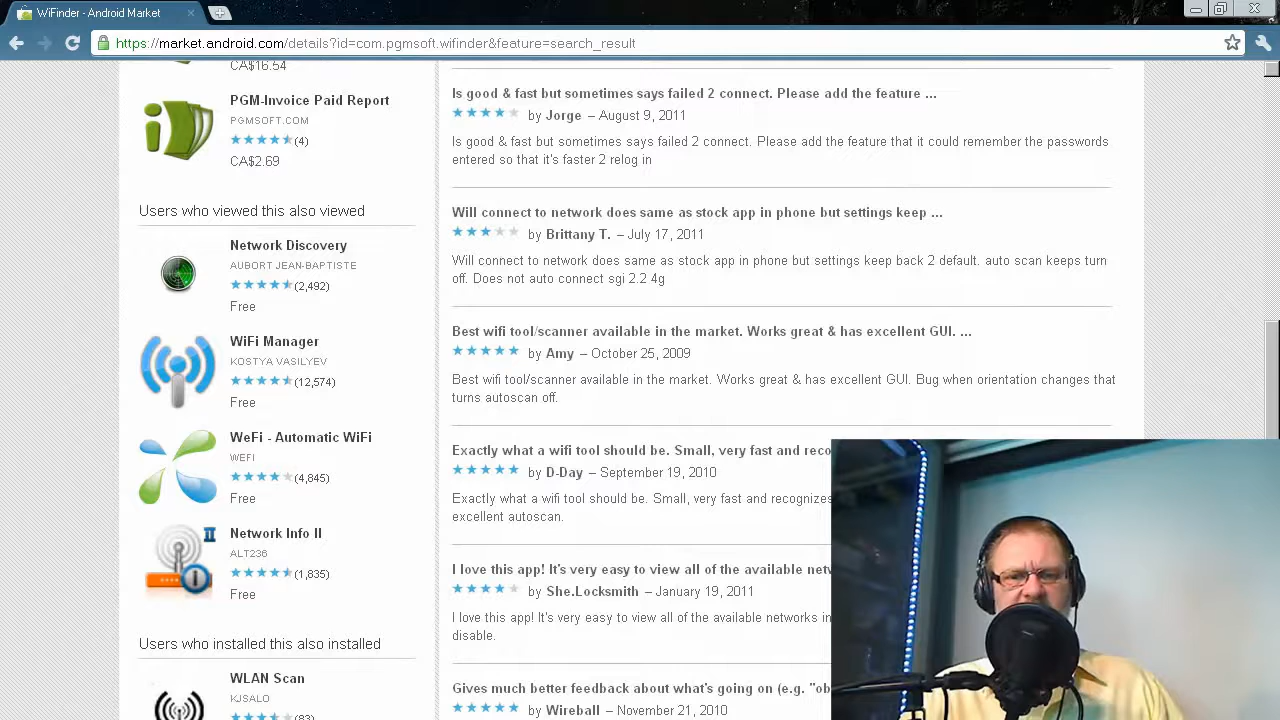 WiFinder - Android Market
https://market.android.com/details?id=com.pgmsoft.wifinder&feature=search_result
CA$16.54
PGM-Invoice Paid Report
PGMSOFT.COM
(4)
CA$2.69
Users who viewed this also viewed
Network Discovery
AUBORT JEAN-BAPTISTE
(2,492)
Free
WiFi Manager
KOSTYA VASILYEV
(12,574)
Free
WeFi - Automatic WiFi
WEFI
(4,845)
Free
Network Info II
ALT236
(1,835)
Free
Users who installed this also installed
WLAN Scan
KJSALO
(83)
Is good & fast but sometimes says failed 2 connect. Please add the feature ...
by Jorge – August 9, 2011
Is good & fast but sometimes says failed 2 connect. Please add the feature that it could remember the passwords
entered so that it's faster 2 relog in
Will connect to network does same as stock app in phone but settings keep ...
by Brittany T. – July 17, 2011
Will connect to network does same as stock app in phone but settings keep back 2 default. auto scan keeps turn
off. Does not auto connect sgi 2.2 4g
Best wifi tool/scanner available in the market. Works great & has excellent GUI. ...
by Amy – October 25, 2009
Best wifi tool/scanner available in the market. Works great & has excellent GUI. Bug when orientation changes that
turns autoscan off.
Exactly what a wifi tool should be. Small, very fast and reco
by D-Day – September 19, 2010
Exactly what a wifi tool should be. Small, very fast and recognizes
excellent autoscan.
I love this app! It's very easy to view all of the available netw
by She.Locksmith – January 19, 2011
I love this app! It's very easy to view all of the available networks in
disable.
Gives much better feedback about what's going on (e.g. "ob
by Wireball – November 21, 2010